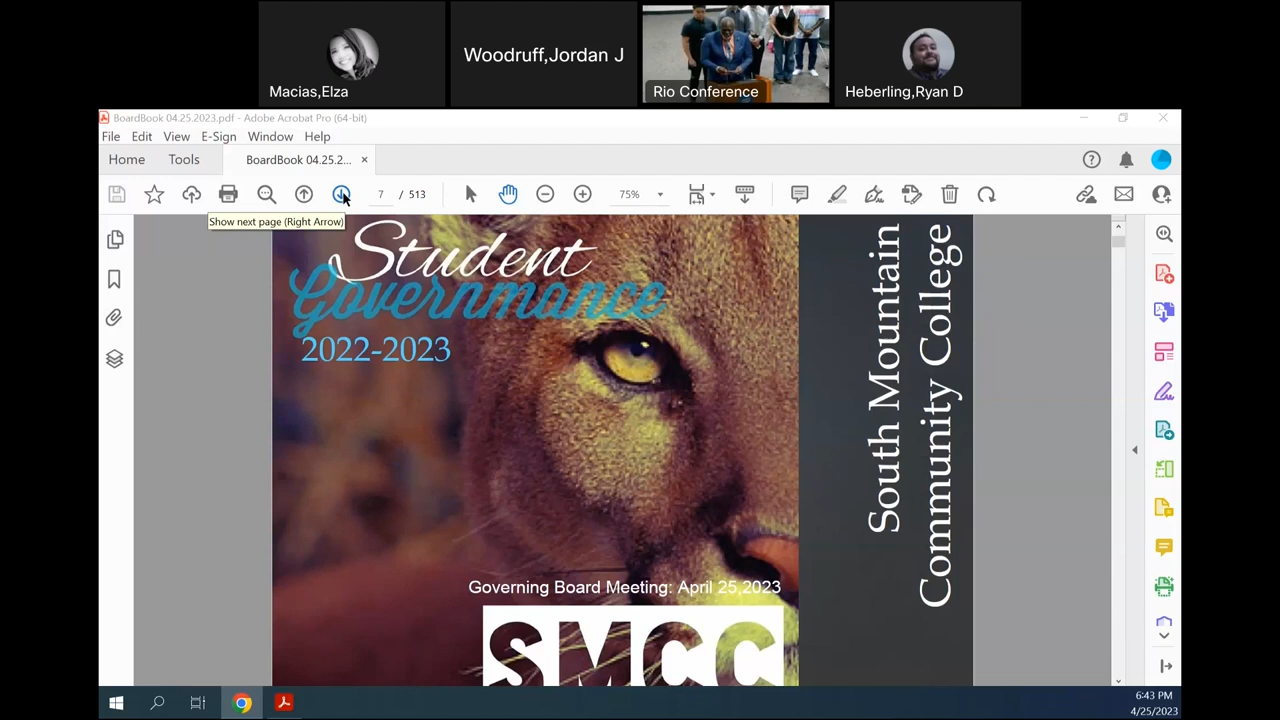 Woodruff,Jordan J
Macias,Elza
Rio Conference
Heberling,Ryan D
BoardBook 04.25.2023.pdf - Adobe Acrobat Pro (64-bit)
File Edit View E-Sign Window Help
Home Tools BoardBook 04.25.2... ×
7 / 513 75%
Show next page (Right Arrow)
Student
Governmance
2022-2023
South Mountain
Community College
Governing Board Meeting: April 25,2023
SMCC
6:43 PM
4/25/2023